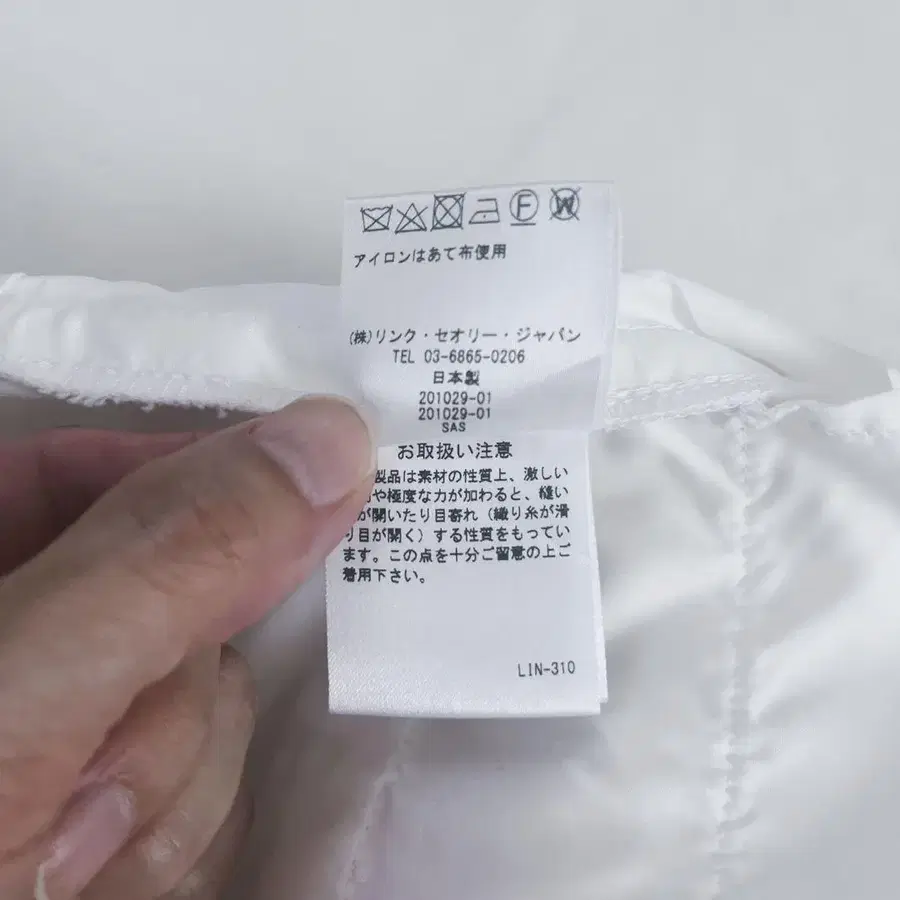 F W
アイロンはあて布使用
(株)リンク・セオリー・ジャパン
TEL 03-6865-0206
日本製
201029-01
201029-01
SAS
お取扱い注意
製品は素材の性質上、激しい
や極度な力が加わると、縫い
が開いたり目寄れ(織り糸が滑
り目が開く)する性質をもってい
ます。この点を十分ご留意の上ご
着用下さい。
LIN-310